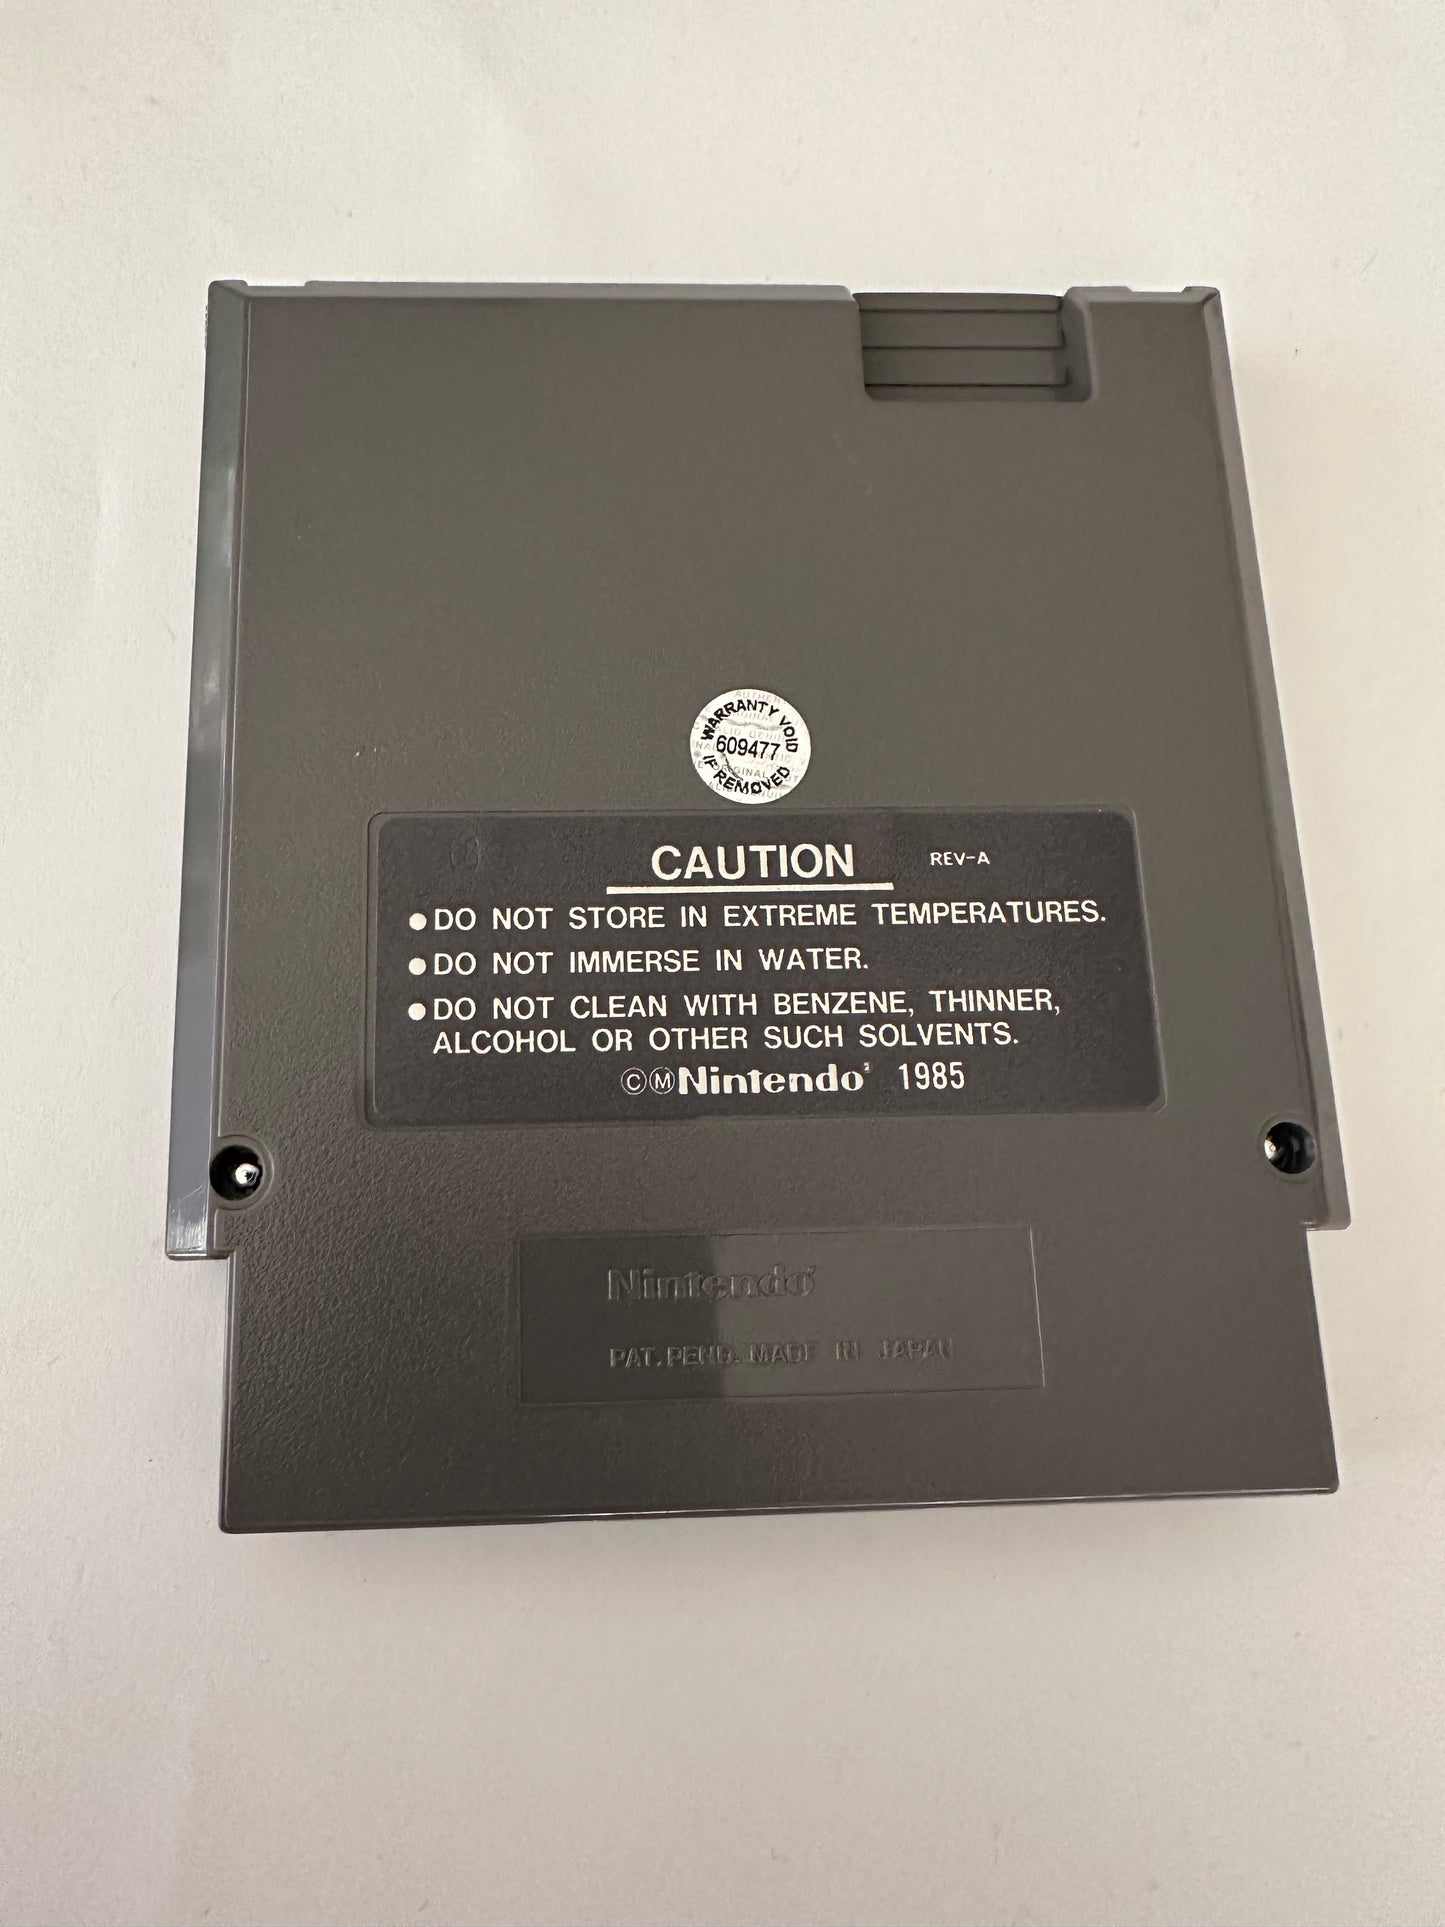 WARRANTY VOID
609477
IF REMOVED
CAUTION REV-A
●DO NOT STORE IN EXTREME TEMPERATURES.
●DO NOT IMMERSE IN WATER.
●DO NOT CLEAN WITH BENZENE, THINNER,
ALCOHOL OR OTHER SUCH SOLVENTS.
©ⓂNintendo® 1985
Nintendo®
PAT. PEND. MADE IN JAPAN